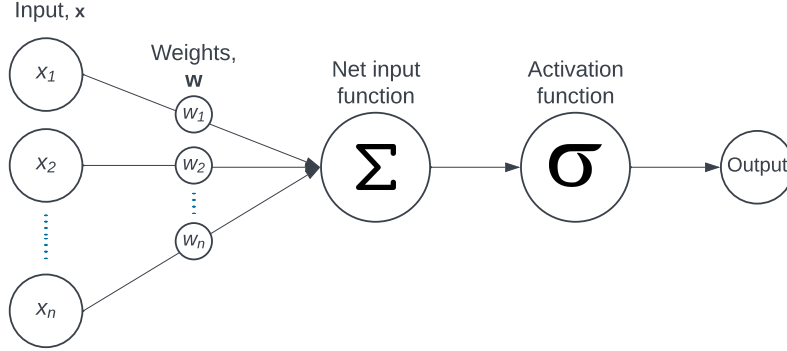 Input, x
Weights,
w
Net input
function
Activation
function
x1
w1
x2
w2
Σ
σ
Output
wn
xn